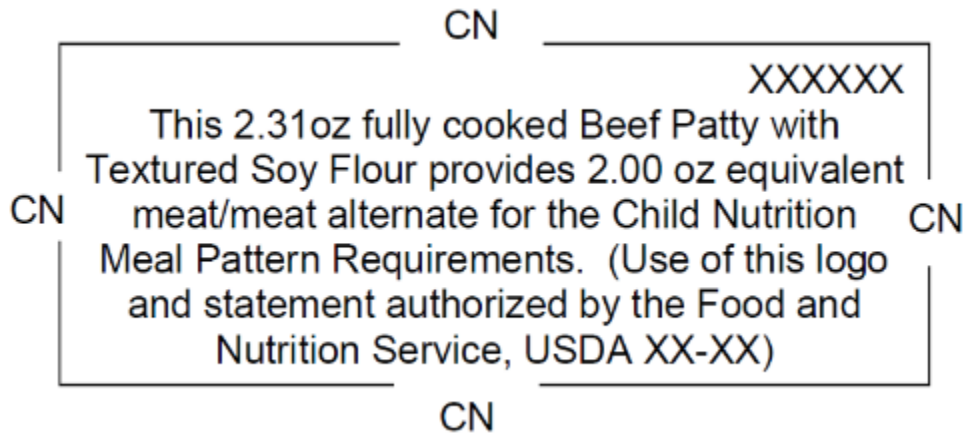 CN
XXXXXX
This 2.31oz fully cooked Beef Patty with
Textured Soy Flour provides 2.00 oz equivalent
CN meat/meat alternate for the Child Nutrition CN
Meal Pattern Requirements. (Use of this logo
and statement authorized by the Food and
Nutrition Service, USDA XX-XX)
CN